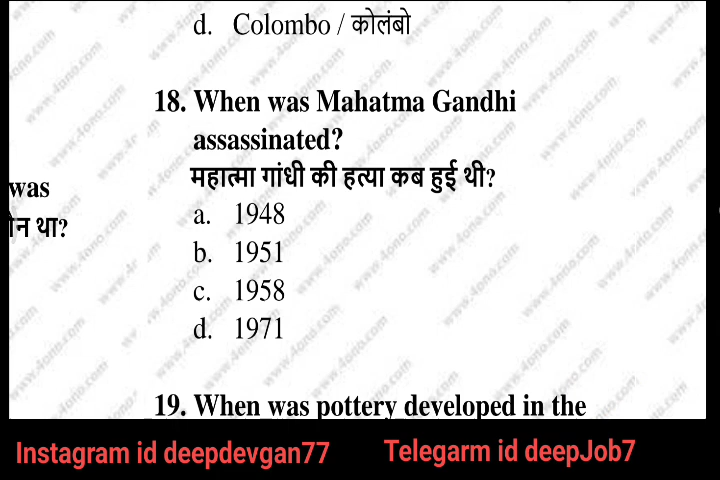 d. Colombo / कोलंबो
18. When was Mahatma Gandhi
assassinated?
महात्मा गांधी की हत्या कब हुई थी?
was
था?
a. 1948
b. 1951
c. 1958
d. 1971
19. When was pottery developed in the
Instagram id deepdevgan77 Telegarm id deepJob7